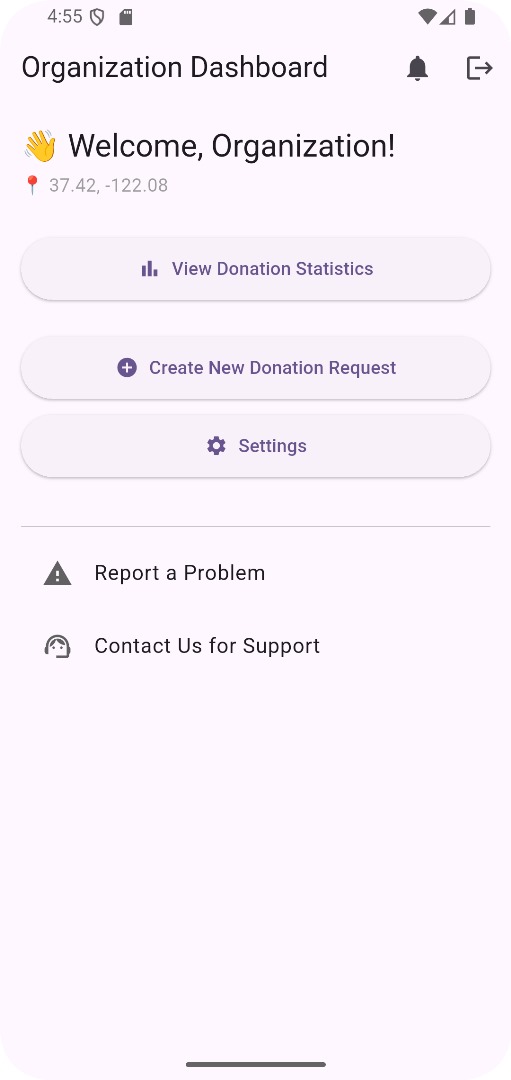 4:55
Organization Dashboard
👋 Welcome, Organization!
📍 37.42, -122.08
View Donation Statistics
Create New Donation Request
Settings
Report a Problem
Contact Us for Support